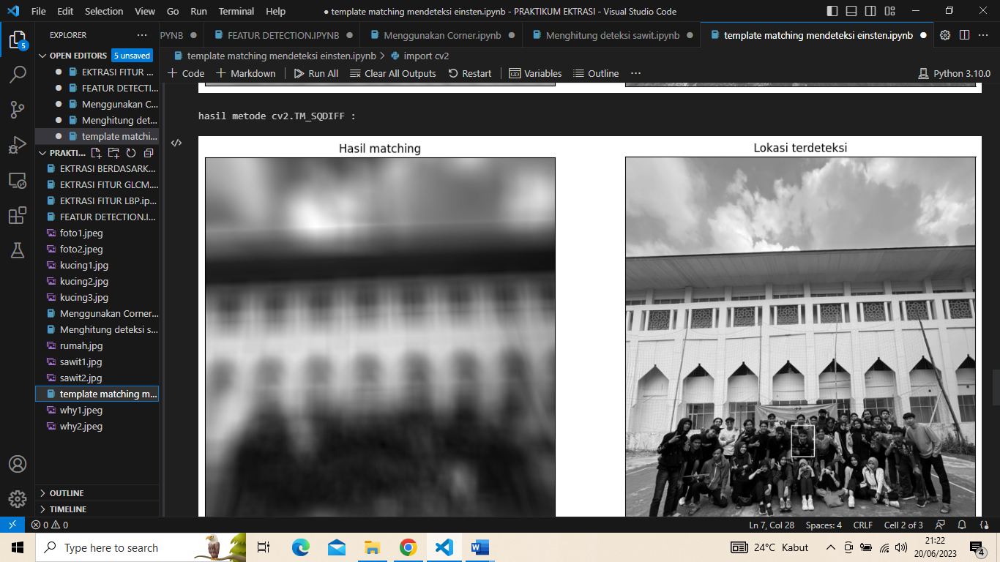 File Edit Selection View Go Run Terminal Help
● template matching mendeteksi einsten.ipynb - PRAKTIKUM EKTRASI - Visual Studio Code
EXPLORER
PYNB
FEATUR DETECTION.IPYNB
Menggunakan Corner.ipynb
Menghitung deteksi sawit.ipynb
template matching mendeteksi einsten.ipynb
OPEN EDITORS 5 unsaved
template matching mendeteksi einsten.ipynb > import cv2
EKTRASI FITUR ...
+ Code + Markdown Run All Clear All Outputs Restart Variables Outline ... Python 3.10.0
FEATUR DETECTI...
Menggunakan C...
Menghitung det...
template matchi...
PRAKTI...
EKTRASI BERDASARK...
EKTRASI FITUR GLCM....
EKTRASI FITUR LBP.ip...
FEATUR DETECTION.I...
foto1.jpeg
foto2.jpeg
kucing1.jpg
kucing2.jpg
kucing3.jpg
Menggunakan Corner...
Menghitung deteksi s...
rumah.jpg
sawit1.jpg
sawit2.jpg
template matching m...
why1.jpeg
why2.jpeg
OUTLINE
TIMELINE
5
hasil metode cv2.TM_SQDIFF :
Hasil matching
Lokasi terdeteksi
0 0
Ln 7, Col 28 Spaces: 4 CRLF Cell 2 of 3
Type here to search
24°C Kabut
21:22
20/06/2023
4